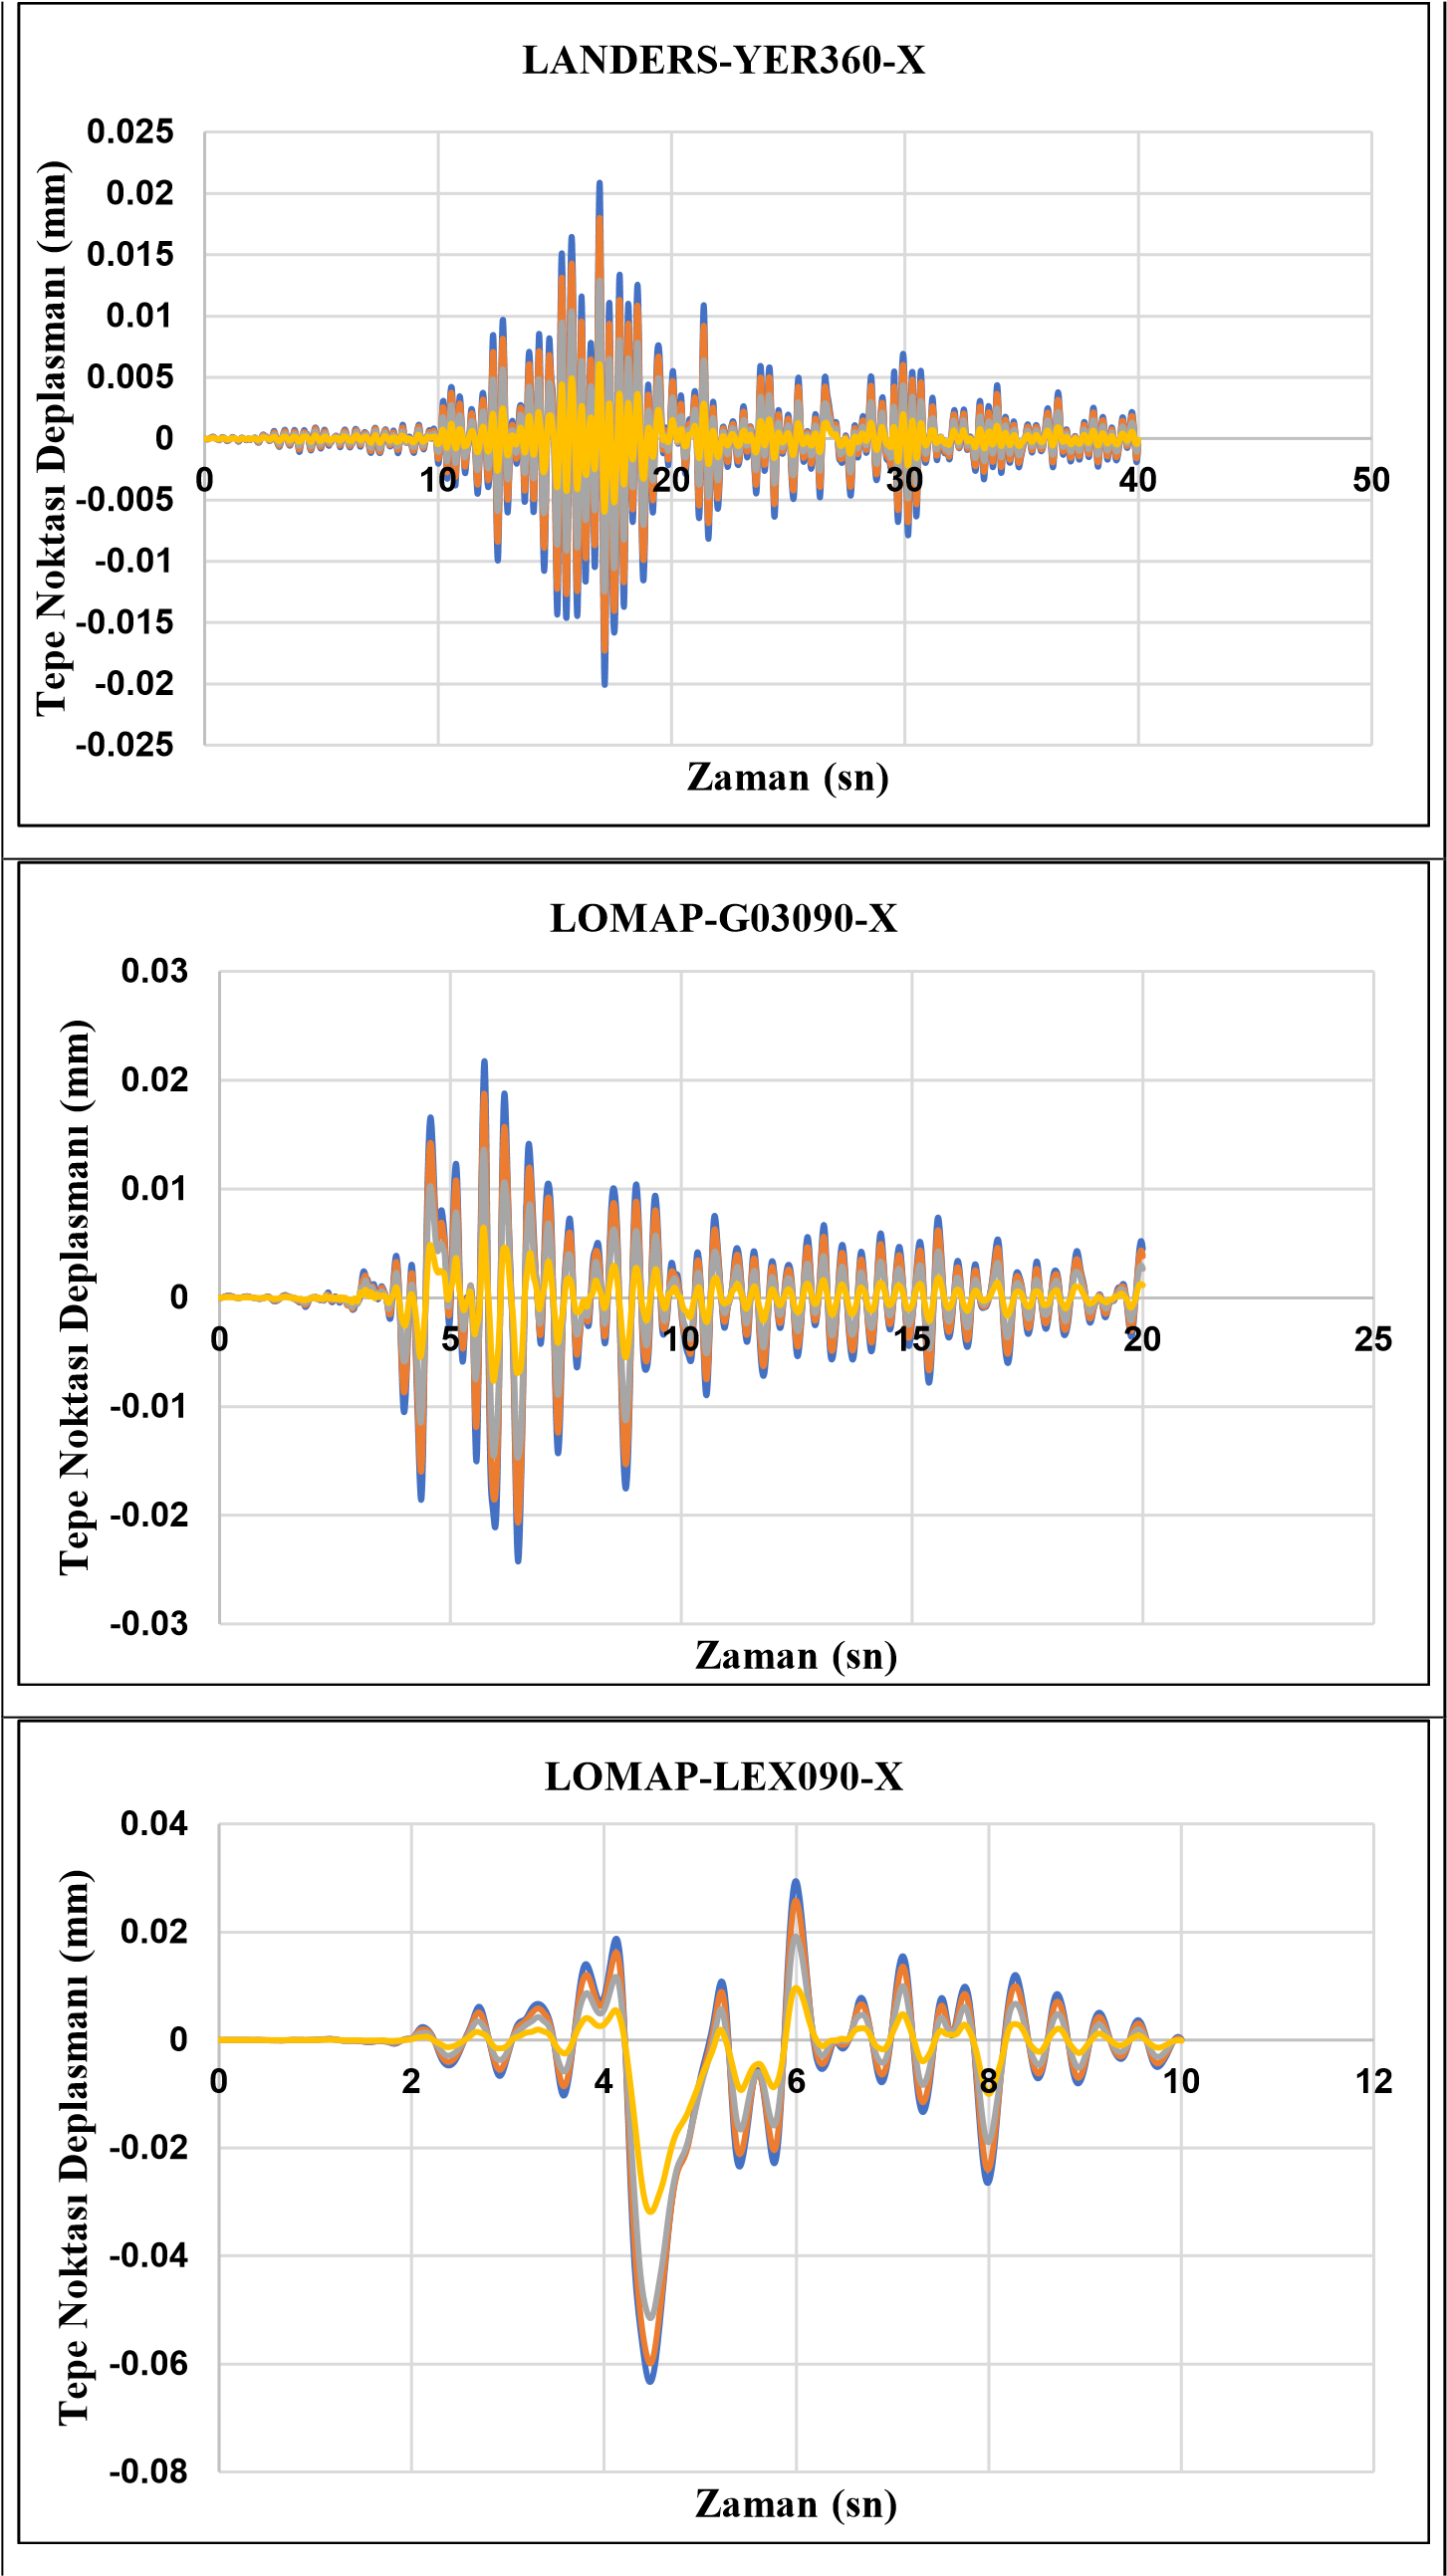 LANDERS-YER360-X
Tepe Noktası Deplasmanı (mm)
0.025
0.02
0.015
0.01
0.005
0
-0.005
-0.01
-0.015
-0.02
-0.025
0 10 20 30 40 50
Zaman (sn)
LOMAP-G03090-X
Tepe Noktası Deplasmanı (mm)
0.03
0.02
0.01
0
-0.01
-0.02
-0.03
0 5 10 15 20 25
Zaman (sn)
LOMAP-LEX090-X
Tepe Noktası Deplasmanı (mm)
0.04
0.02
0
-0.02
-0.04
-0.06
-0.08
0 2 4 6 8 10 12
Zaman (sn)